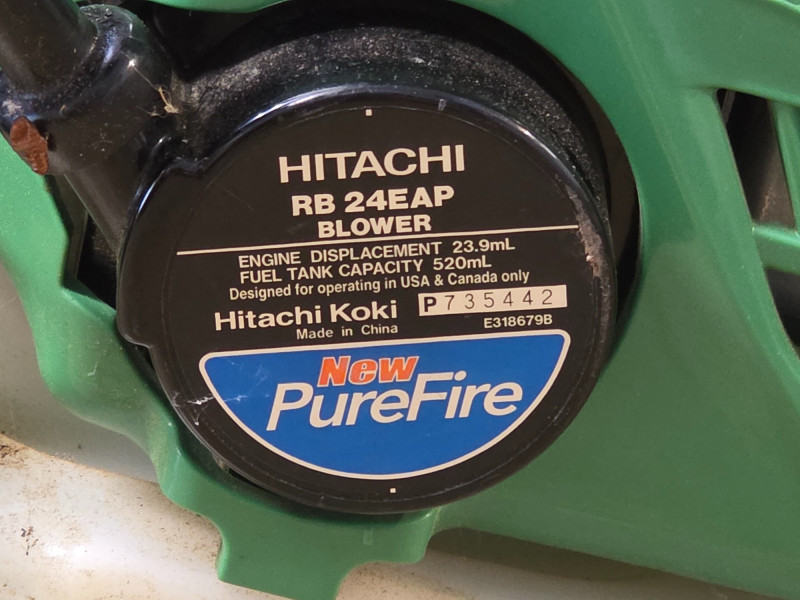 HITACHI
RB 24EAP
BLOWER
ENGINE DISPLACEMENT 23.9mL
FUEL TANK CAPACITY 520mL
Designed for operating in USA & Canada only
Hitachi Koki P735442
Made in China E318679B
New
PureFire